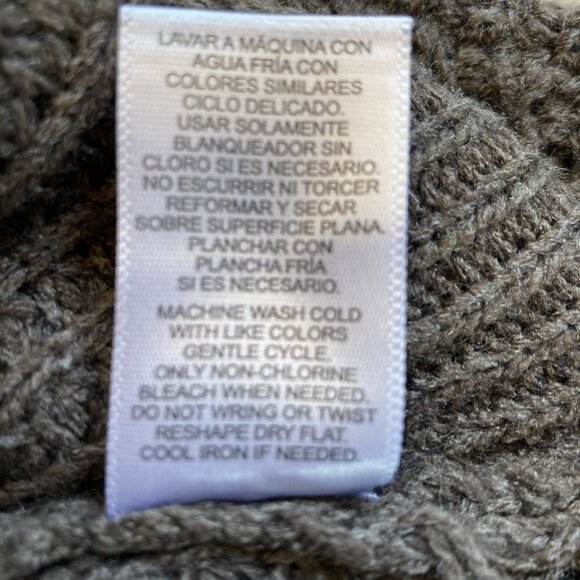 LAVAR A MÁQUINA CON
AGUA FRÍA CON
COLORES SIMILARES
CICLO DELICADO.
USAR SOLAMENTE
BLANQUEADOR SIN
CLORO SI ES NECESARIO.
NO ESCURRIR NI TORCER
REFORMAR Y SECAR
SOBRE SUPERFICIE PLANA.
PLANCHAR CON
PLANCHA FRÍA
SI ES NECESARIO.
MACHINE WASH COLD
WITH LIKE COLORS
GENTLE CYCLE.
ONLY NON-CHLORINE
BLEACH WHEN NEEDED.
DO NOT WRING OR TWIST
RESHAPE DRY FLAT.
COOL IRON IF NEEDED.